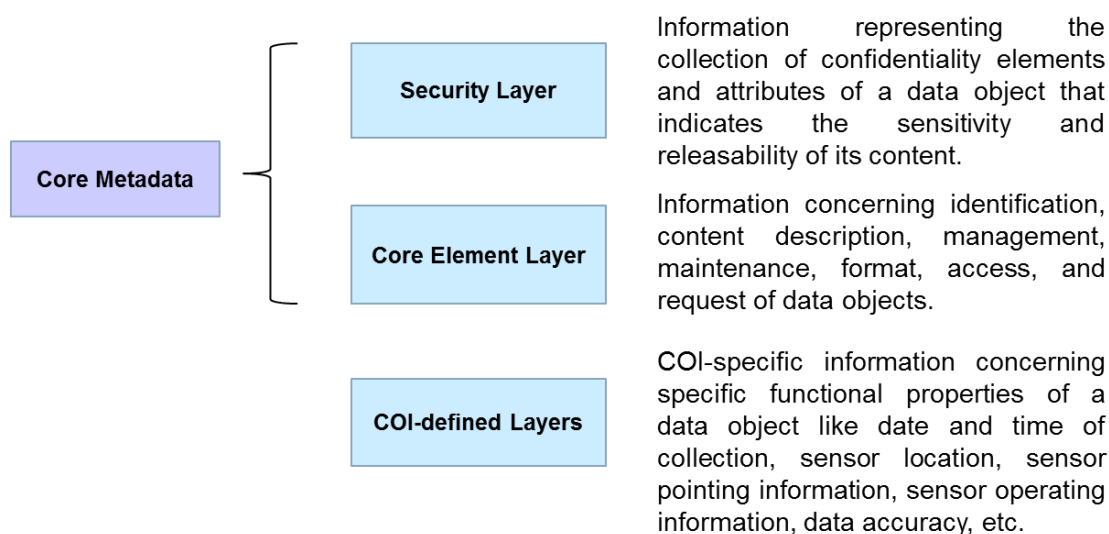 Core Metadata
Security Layer
Information representing the
collection of confidentiality elements
and attributes of a data object that
indicates the sensitivity and
releasability of its content.
Core Element Layer
Information concerning identification,
content description, management,
maintenance, format, access, and
request of data objects.
COI-defined Layers
COI-specific information concerning
specific functional properties of a
data object like date and time of
collection, sensor location, sensor
pointing information, sensor operating
information, data accuracy, etc.